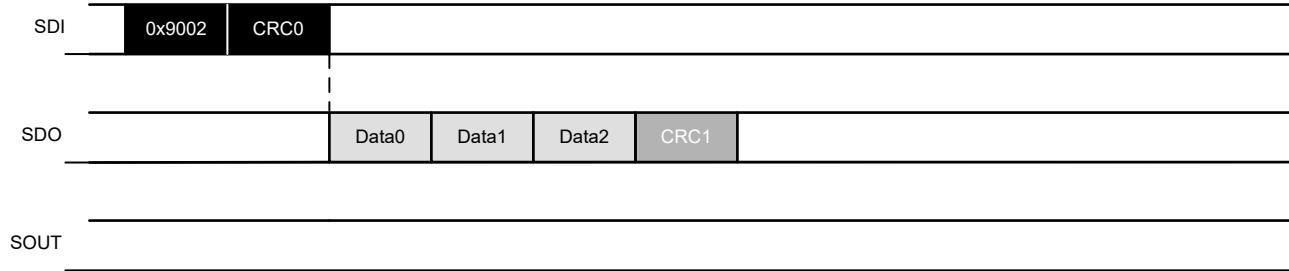 SDI 0x9002 CRC0
SDO Data0 Data1 Data2 CRC1
SOUT